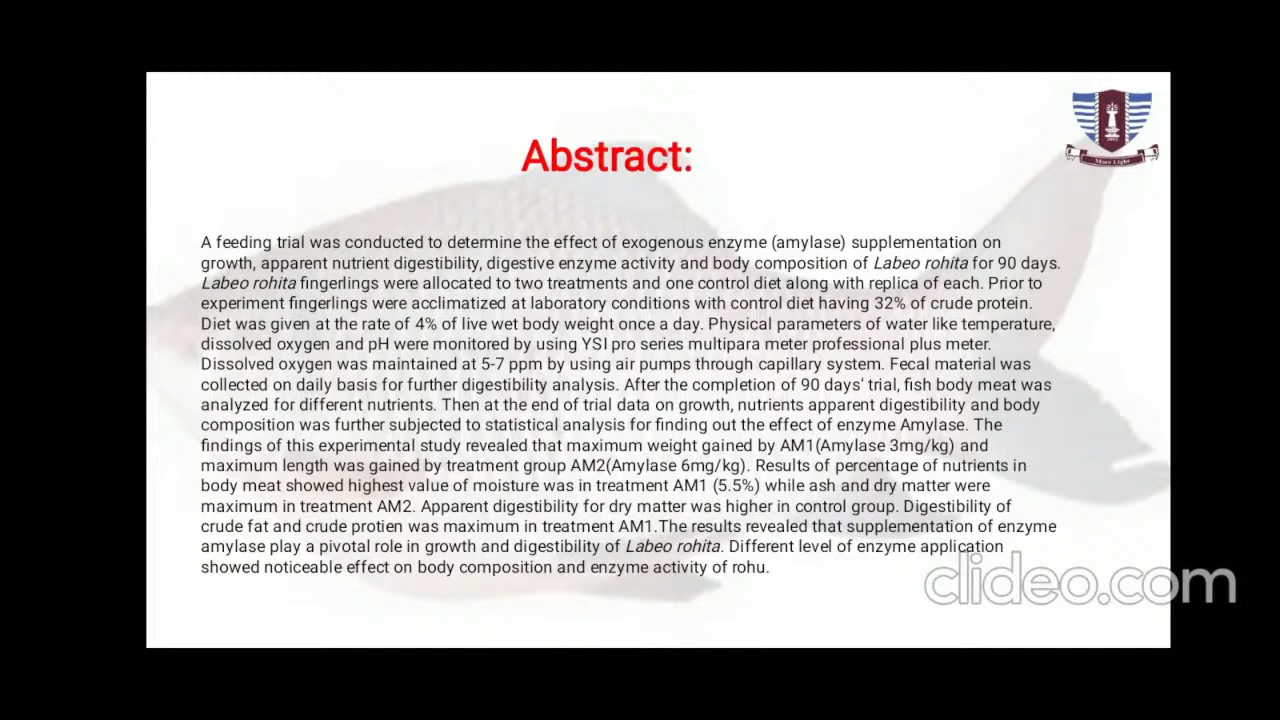 More Light
Abstract:
A feeding trial was conducted to determine the effect of exogenous enzyme (amylase) supplementation on
growth, apparent nutrient digestibility, digestive enzyme activity and body composition of Labeo rohita for 90 days.
Labeo rohita fingerlings were allocated to two treatments and one control diet along with replica of each. Prior to
experiment fingerlings were acclimatized at laboratory conditions with control diet having 32% of crude protein.
Diet was given at the rate of 4% of live wet body weight once a day. Physical parameters of water like temperature,
dissolved oxygen and pH were monitored by using YSI pro series multipara meter professional plus meter.
Dissolved oxygen was maintained at 5-7 ppm by using air pumps through capillary system. Fecal material was
collected on daily basis for further digestibility analysis. After the completion of 90 days' trial, fish body meat was
analyzed for different nutrients. Then at the end of trial data on growth, nutrients apparent digestibility and body
composition was further subjected to statistical analysis for finding out the effect of enzyme Amylase. The
findings of this experimental study revealed that maximum weight gained by AM1(Amylase 3mg/kg) and
maximum length was gained by treatment group AM2(Amylase 6mg/kg). Results of percentage of nutrients in
body meat showed highest value of moisture was in treatment AM1 (5.5%) while ash and dry matter were
maximum in treatment AM2. Apparent digestibility for dry matter was higher in control group. Digestibility of
crude fat and crude protien was maximum in treatment AM1.The results revealed that supplementation of enzyme
amylase play a pivotal role in growth and digestibility of Labeo rohita. Different level of enzyme application
showed noticeable effect on body composition and enzyme activity of rohu.
clideo.com